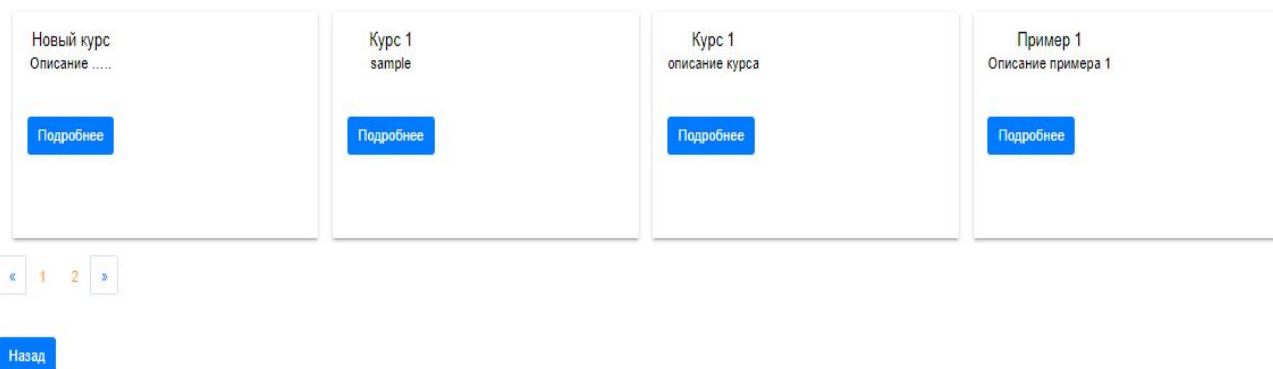 Новый курс
Описание .....
Подробнее
Курс 1
sample
Подробнее
Курс 1
описание курса
Подробнее
Пример 1
Описание примера 1
Подробнее
« 1 2 »
Назад